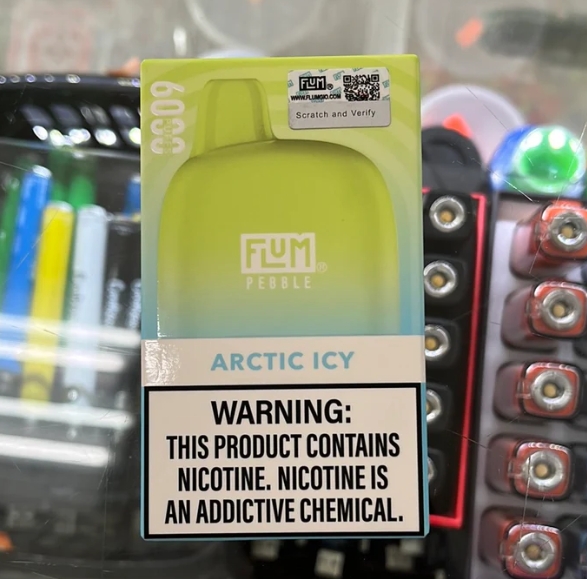 6000
FLUM®
WWW.FLUMGIO.COM
Scratch and Verify
FLUM®
PEBBLE
ARCTIC ICY
WARNING:
THIS PRODUCT CONTAINS
NICOTINE. NICOTINE IS
AN ADDICTIVE CHEMICAL.